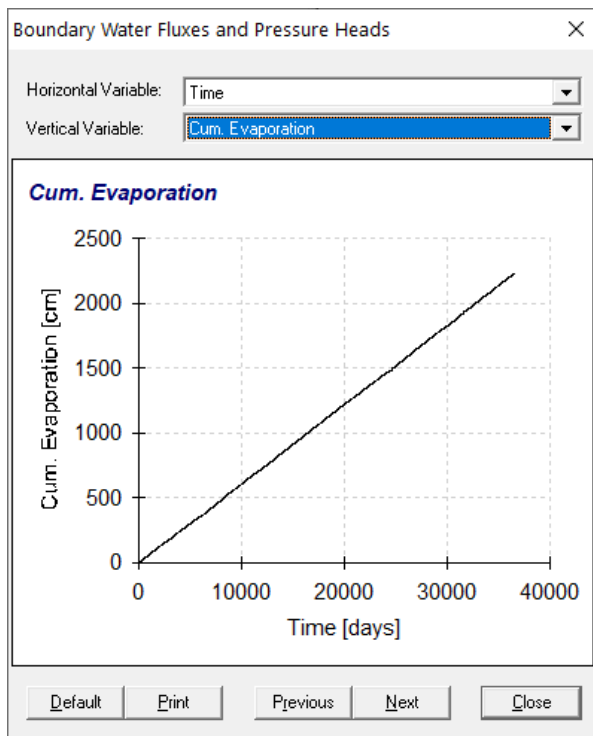 Boundary Water Fluxes and Pressure Heads
Horizontal Variable: Time
Vertical Variable: Cum. Evaporation
Cum. Evaporation
2500
2000
1500
1000
500
0
Cum. Evaporation [cm]
0 10000 20000 30000 40000
Time [days]
Default Print Previous Next Close